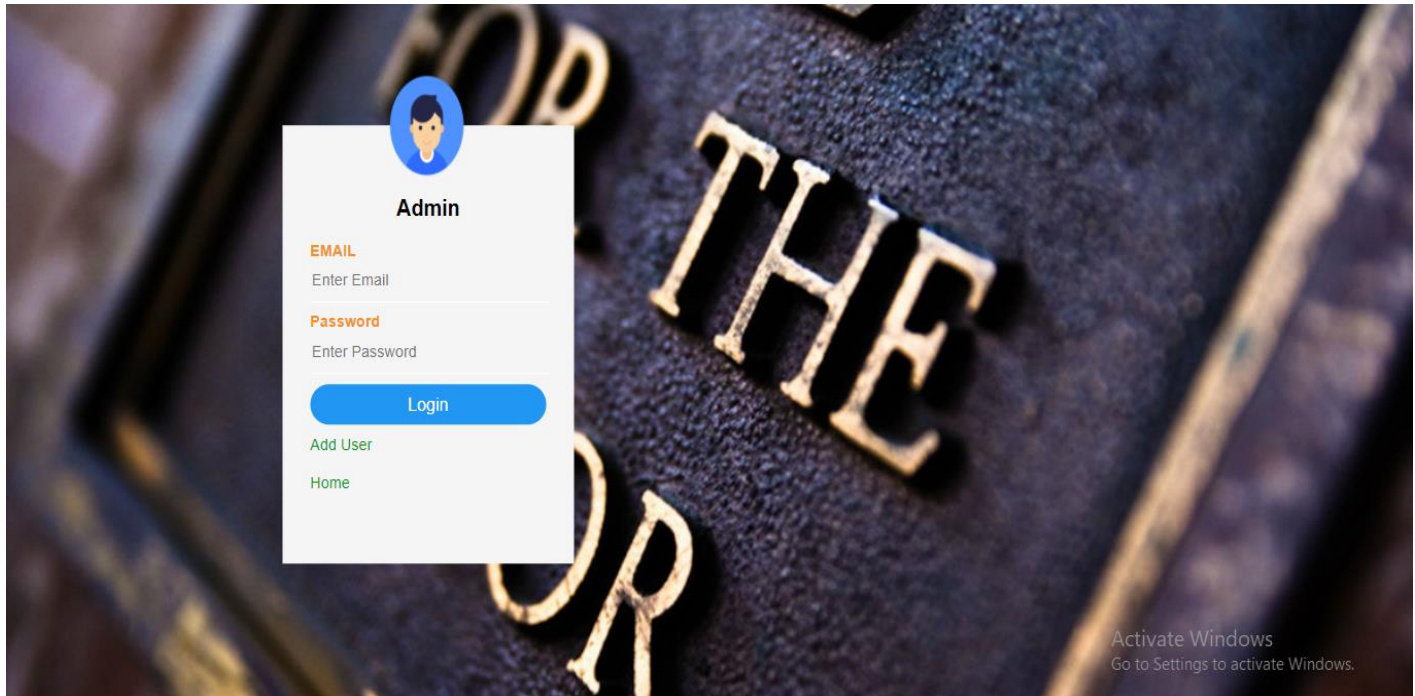 FOR
THE
OR
Admin
EMAIL
Enter Email
Password
Enter Password
Login
Add User
Home
Activate Windows
Go to Settings to activate Windows.